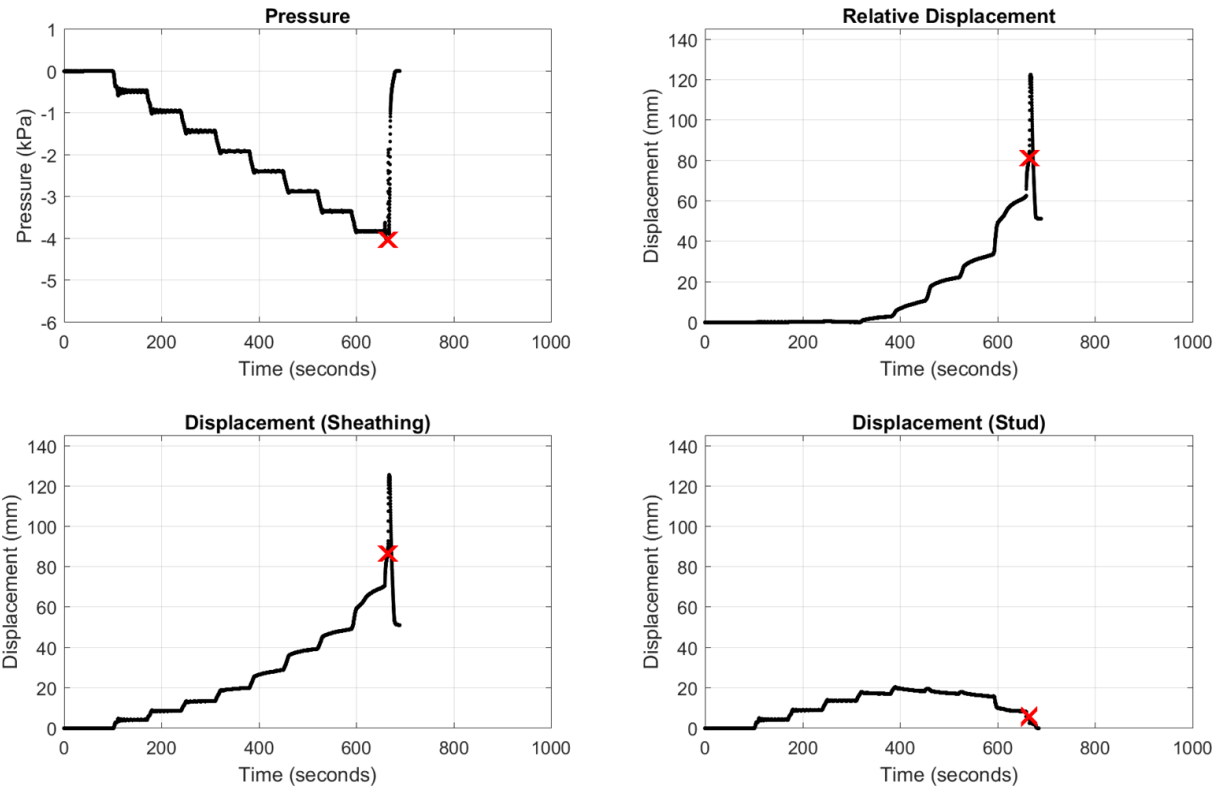 Pressure
1
0
-1
-2
-3
-4
-5
-6
Pressure (kPa)
0 200 400 600 800 1000
Time (seconds)
Relative Displacement
140
120
100
80
60
40
20
0
Displacement (mm)
0 200 400 600 800 1000
Time (seconds)
Displacement (Sheathing)
140
120
100
80
60
40
20
0
Displacement (mm)
0 200 400 600 800 1000
Time (seconds)
Displacement (Stud)
140
120
100
80
60
40
20
0
Displacement (mm)
0 200 400 600 800 1000
Time (seconds)